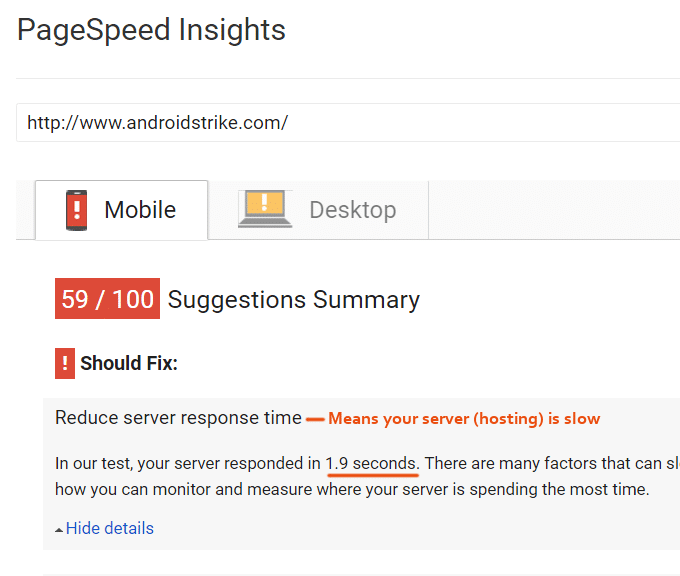 PageSpeed Insights
http://www.androidstrike.com/
Mobile
Desktop
59 / 100 Suggestions Summary
! Should Fix:
Reduce server response time — Means your server (hosting) is slow
In our test, your server responded in 1.9 seconds. There are many factors that can
how you can monitor and measure where your server is spending the most time.
Hide details